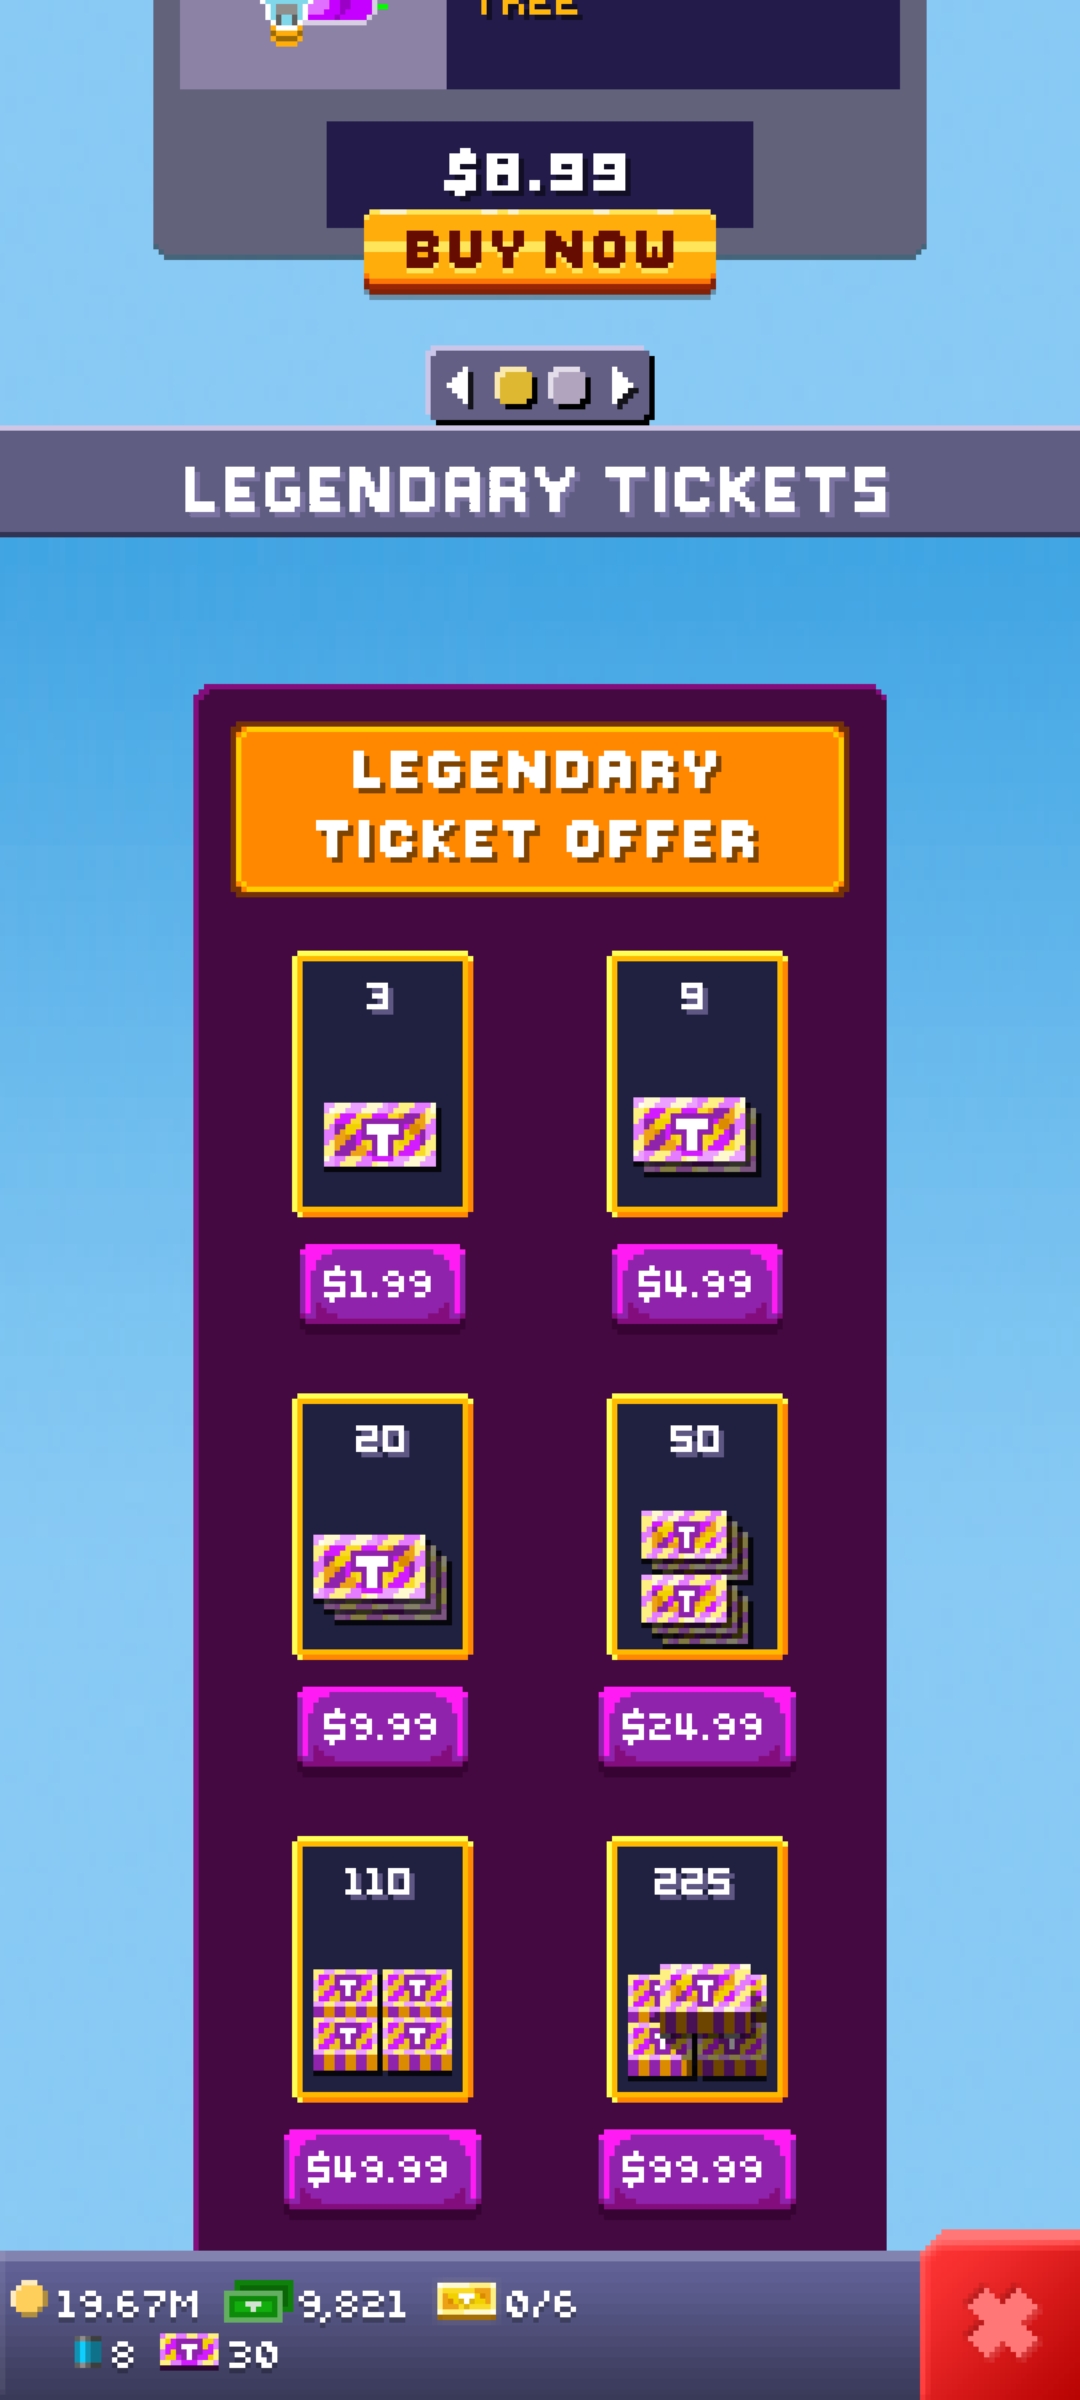 TREE
$8.99
BUY NOW
LEGENDARY TICKETS
LEGENDARY
TICKET OFFER
3
9
T
T
$1.99
$4.99
20
50
T
T
T
$9.99
$24.99
110
225
T T
T
T T
$49.99
$99.99
19.67M 9,821 0/6
8 30